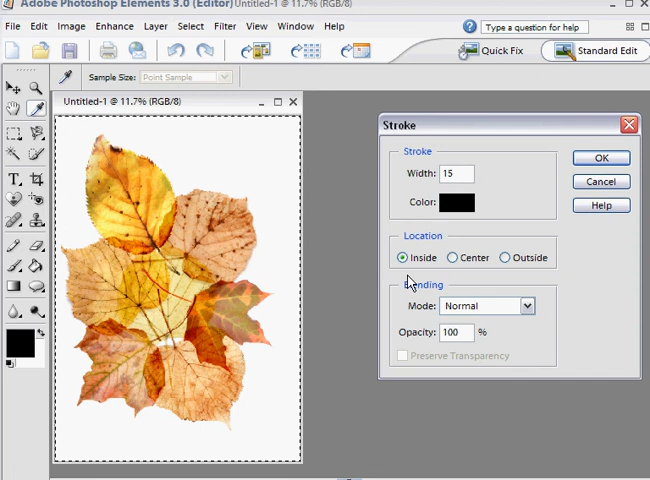 Adobe Photoshop Elements 3.0 (Editor)
Untitled-1 @ 11.7% (RGB/8)
File Edit Image Enhance Layer Select Filter View Window Help
Type a question for help
Quick Fix
Standard Edit
Sample Size: Point Sample
Untitled-1 @ 11.7% (RGB/8)
Stroke
Stroke
Width: 15
Color:
OK
Cancel
Help
Location
Inside Center Outside
Blending
Mode: Normal
Opacity: 100 %
Preserve Transparency
T